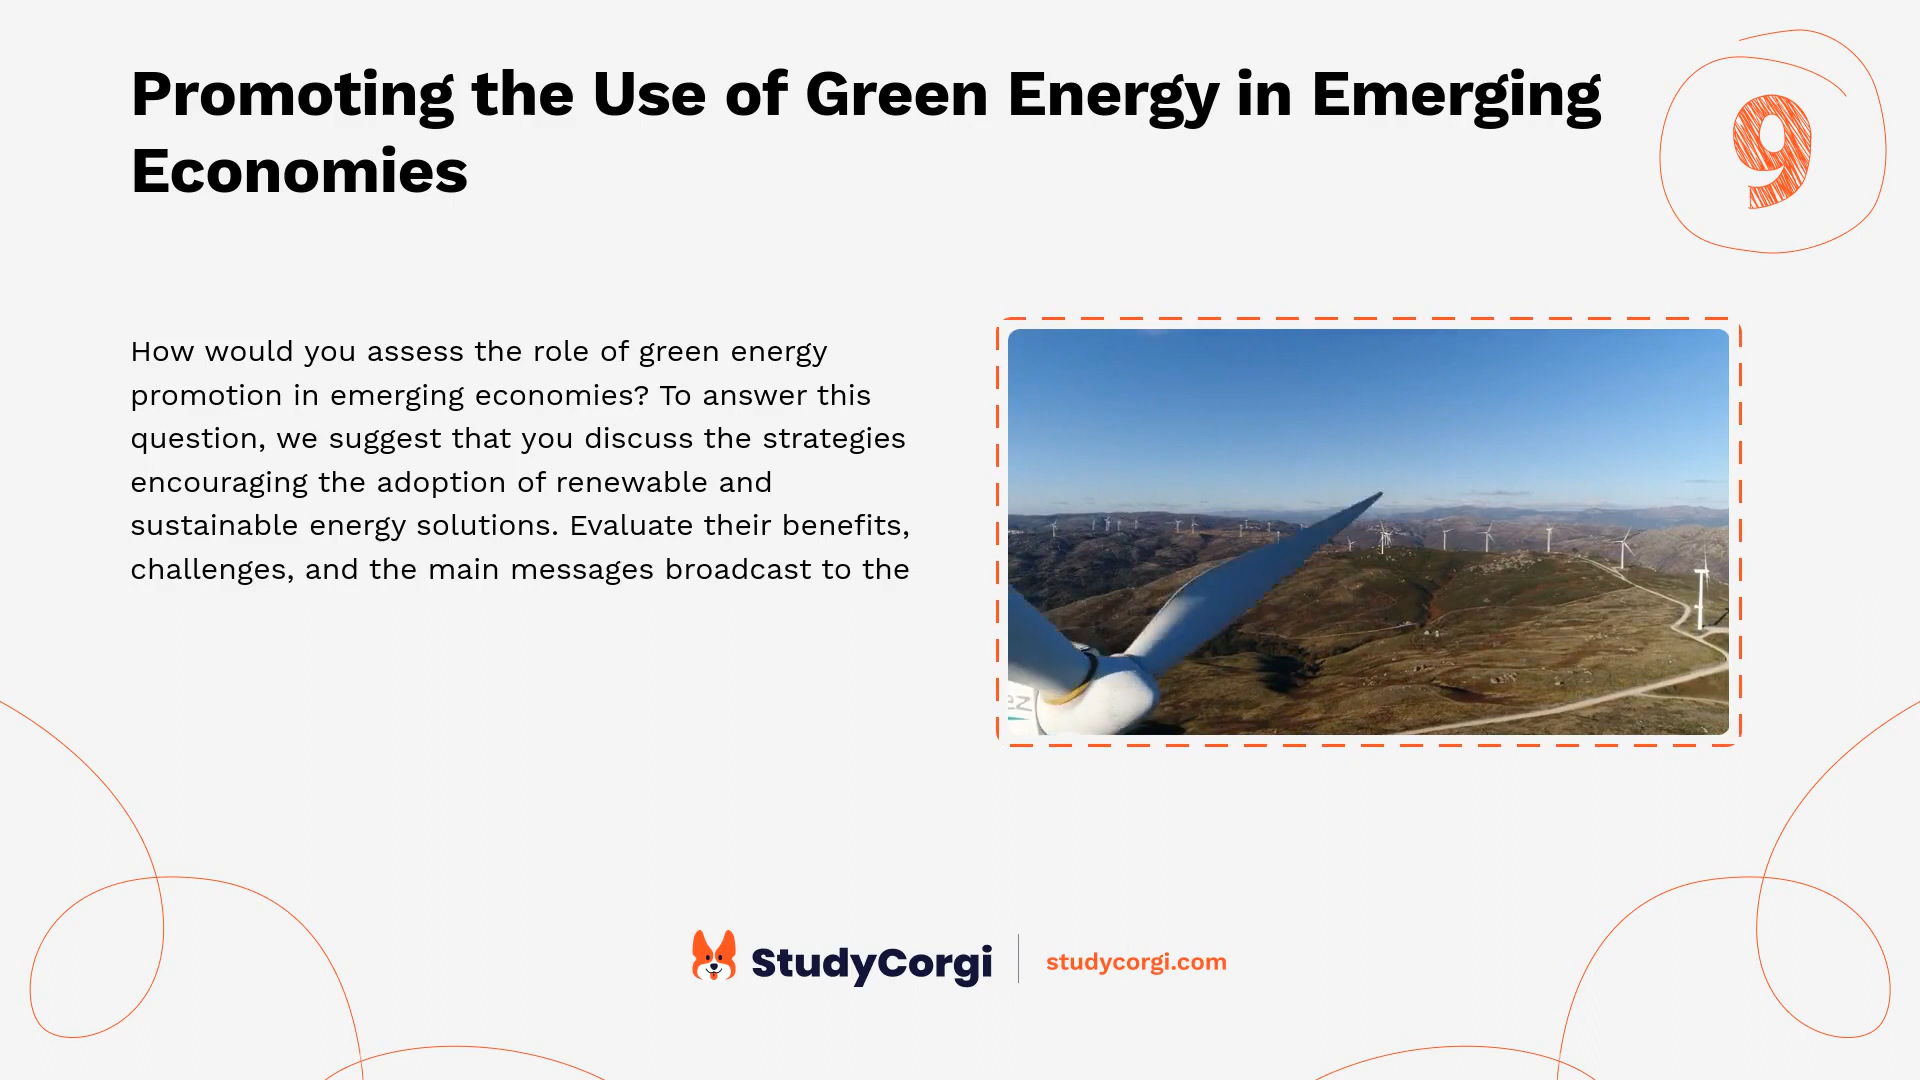 Promoting the Use of Green Energy in Emerging
Economies
9
How would you assess the role of green energy
promotion in emerging economies? To answer this
question, we suggest that you discuss the strategies
encouraging the adoption of renewable and
sustainable energy solutions. Evaluate their benefits,
challenges, and the main messages broadcast to the
StudyCorgi
studycorgi.com